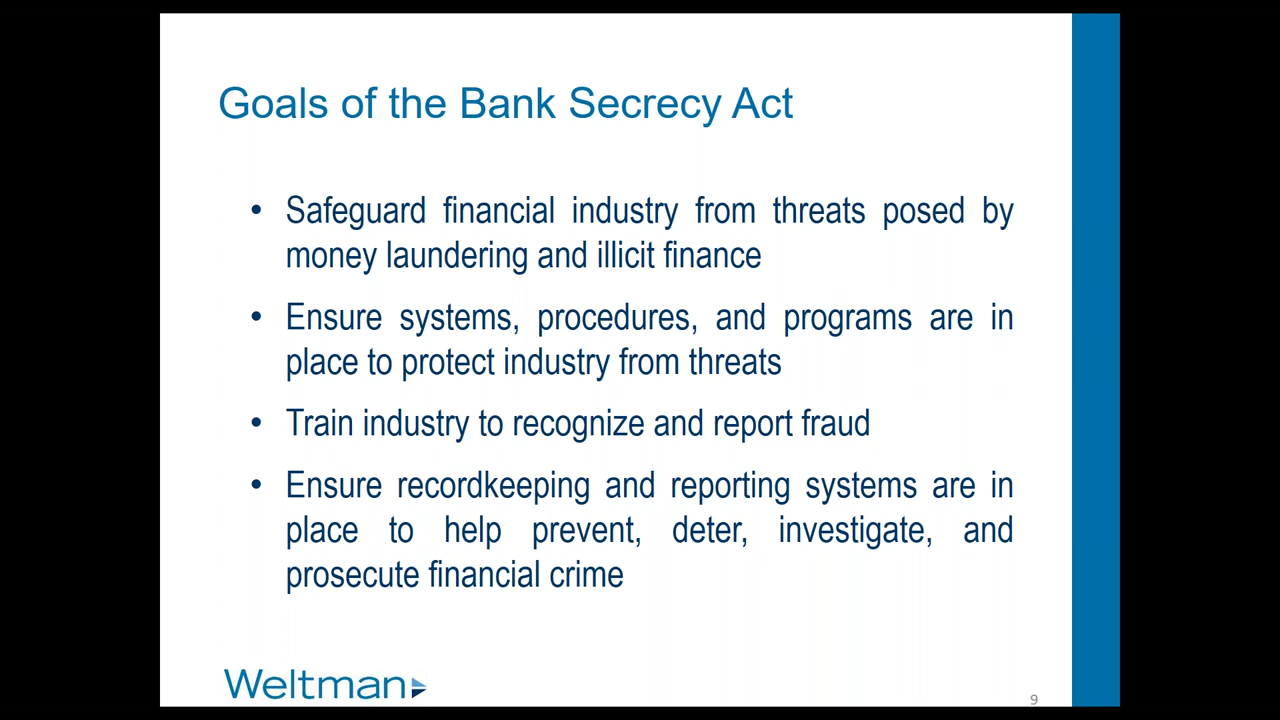 Goals of the Bank Secrecy Act
• Safeguard financial industry from threats posed by
money laundering and illicit finance
• Ensure systems, procedures, and programs are in
place to protect industry from threats
• Train industry to recognize and report fraud
• Ensure recordkeeping and reporting systems are in
place to help prevent, deter, investigate, and
prosecute financial crime
Weltman
9